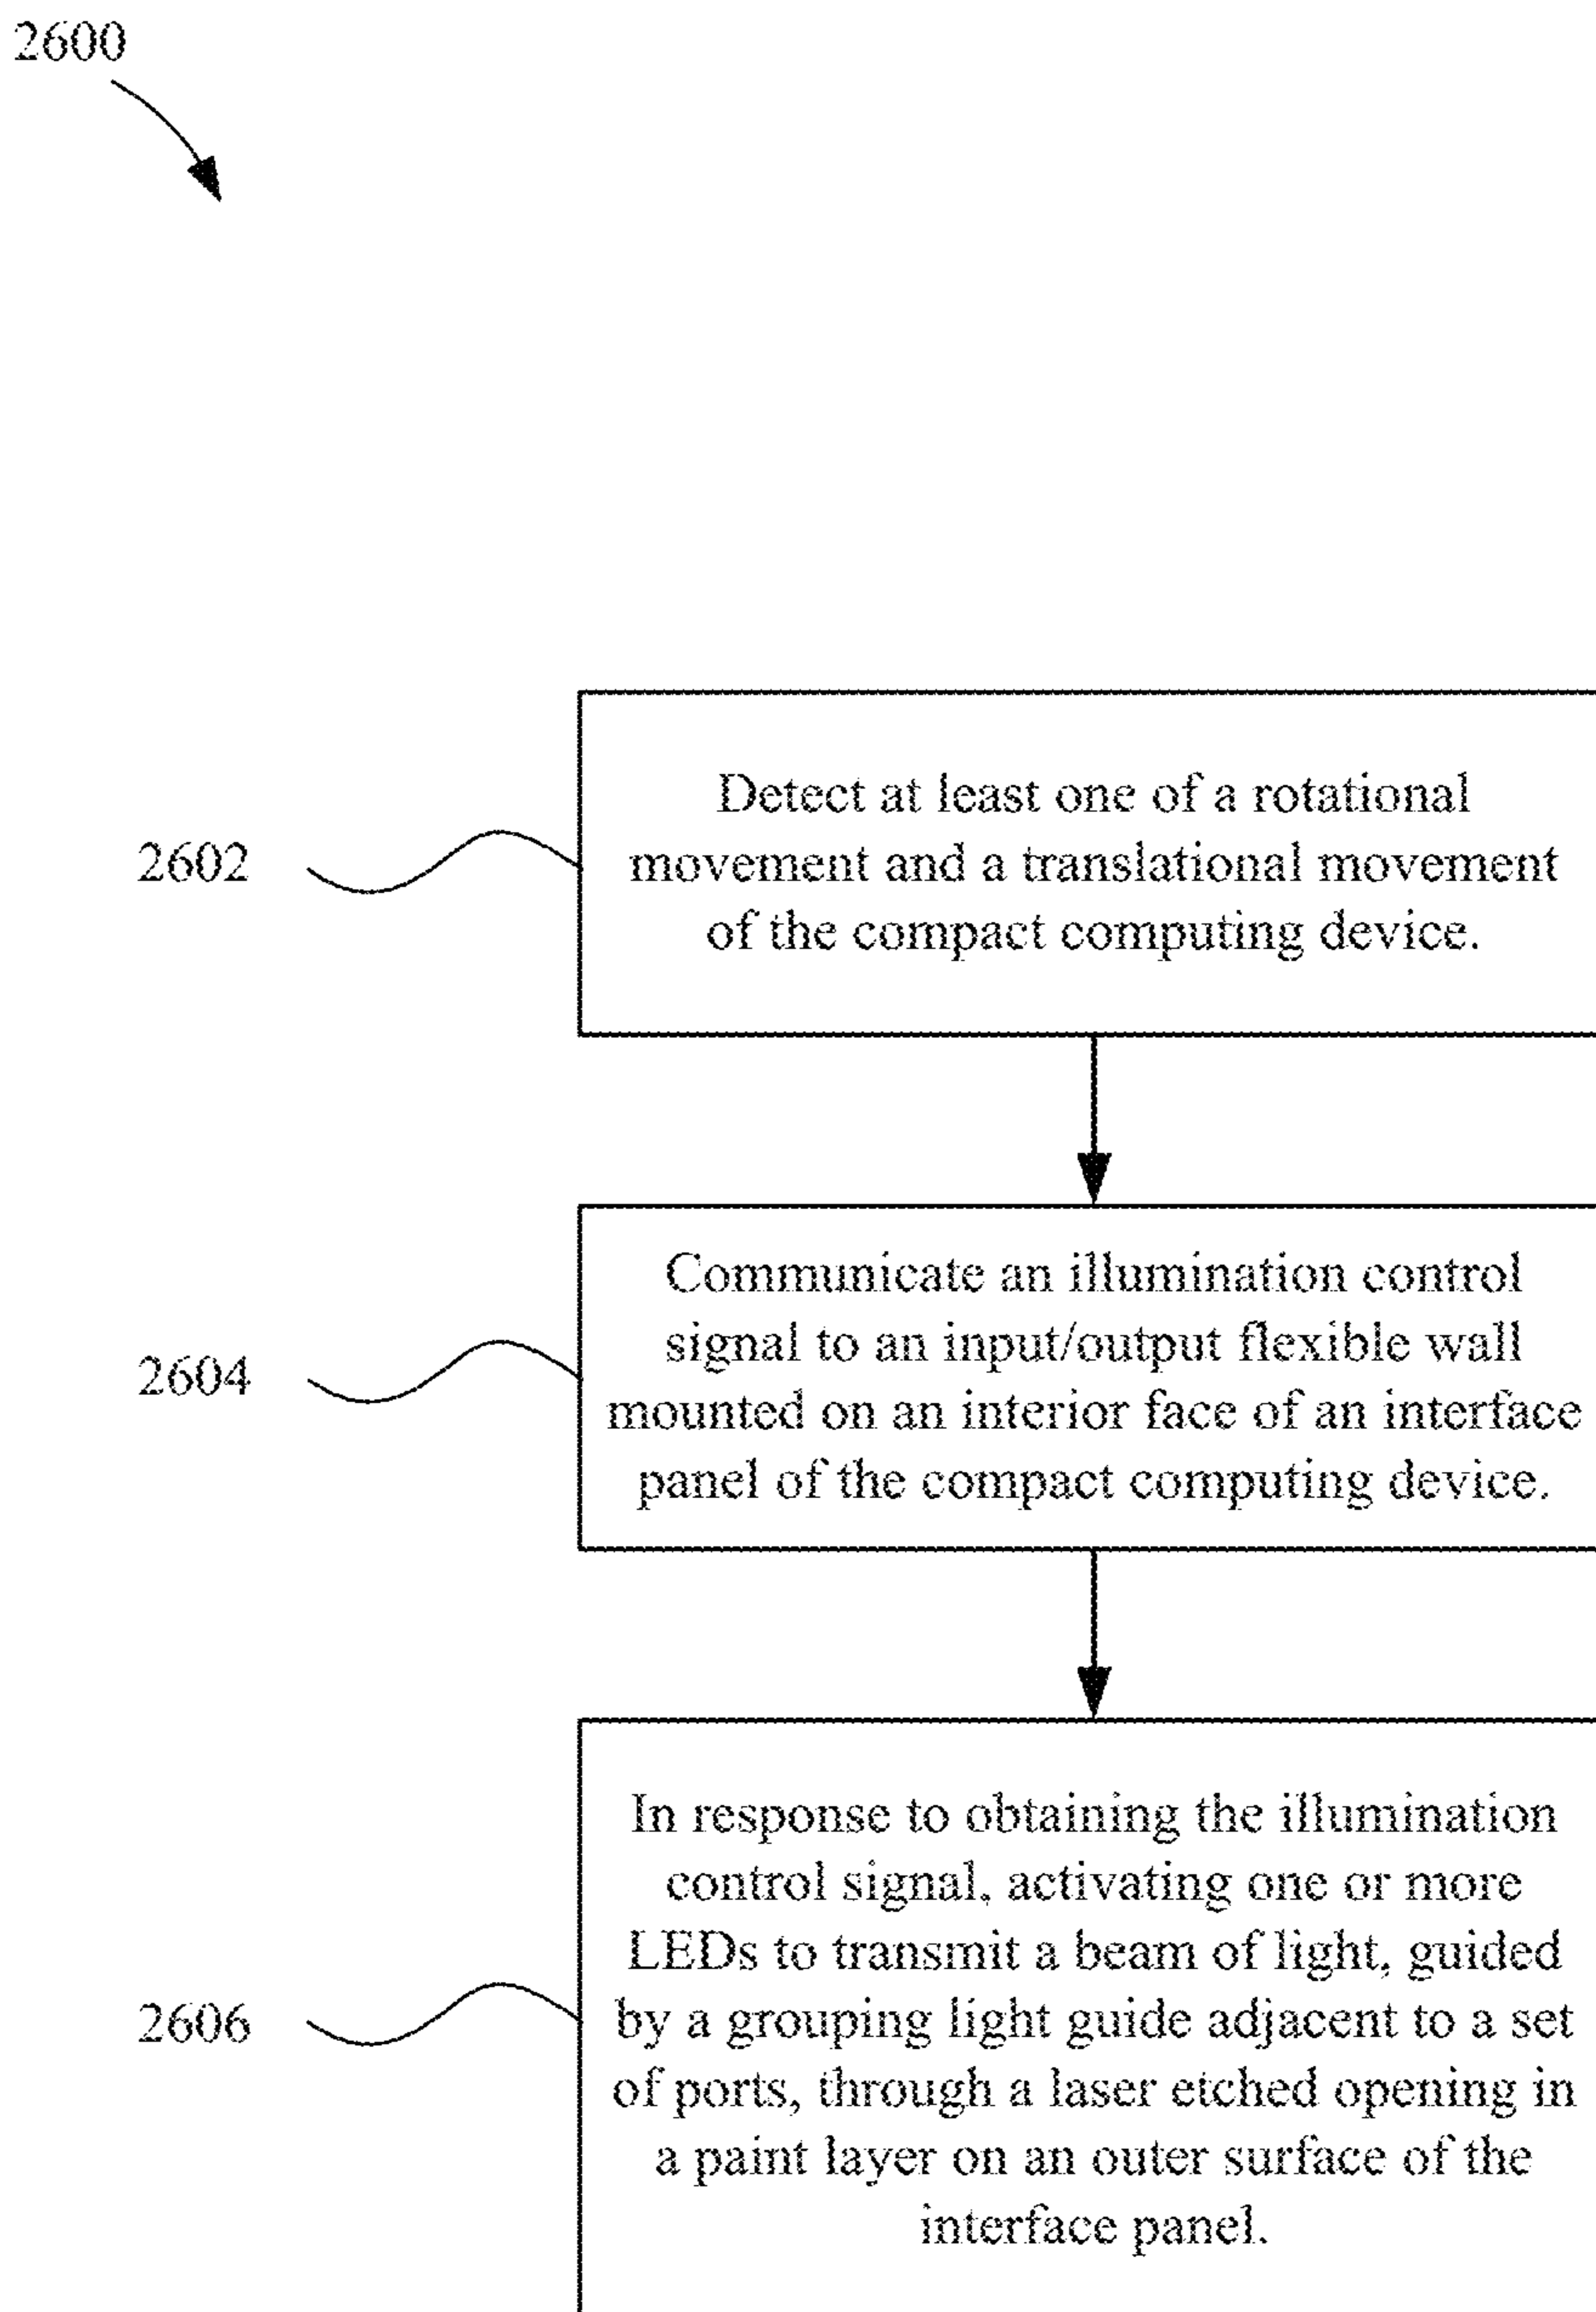 2600
2602
Detect at least one of a rotational
movement and a translational movement
of the compact computing device.
2604
Communicate an illumination control
signal to an input/output flexible wall
mounted on an interior face of an interface
panel of the compact computing device.
2606
In response to obtaining the illumination
control signal, activating one or more
LEDs to transmit a beam of light, guided
by a grouping light guide adjacent to a set
of ports, through a laser etched opening in
a paint layer on an outer surface of the
interface panel.